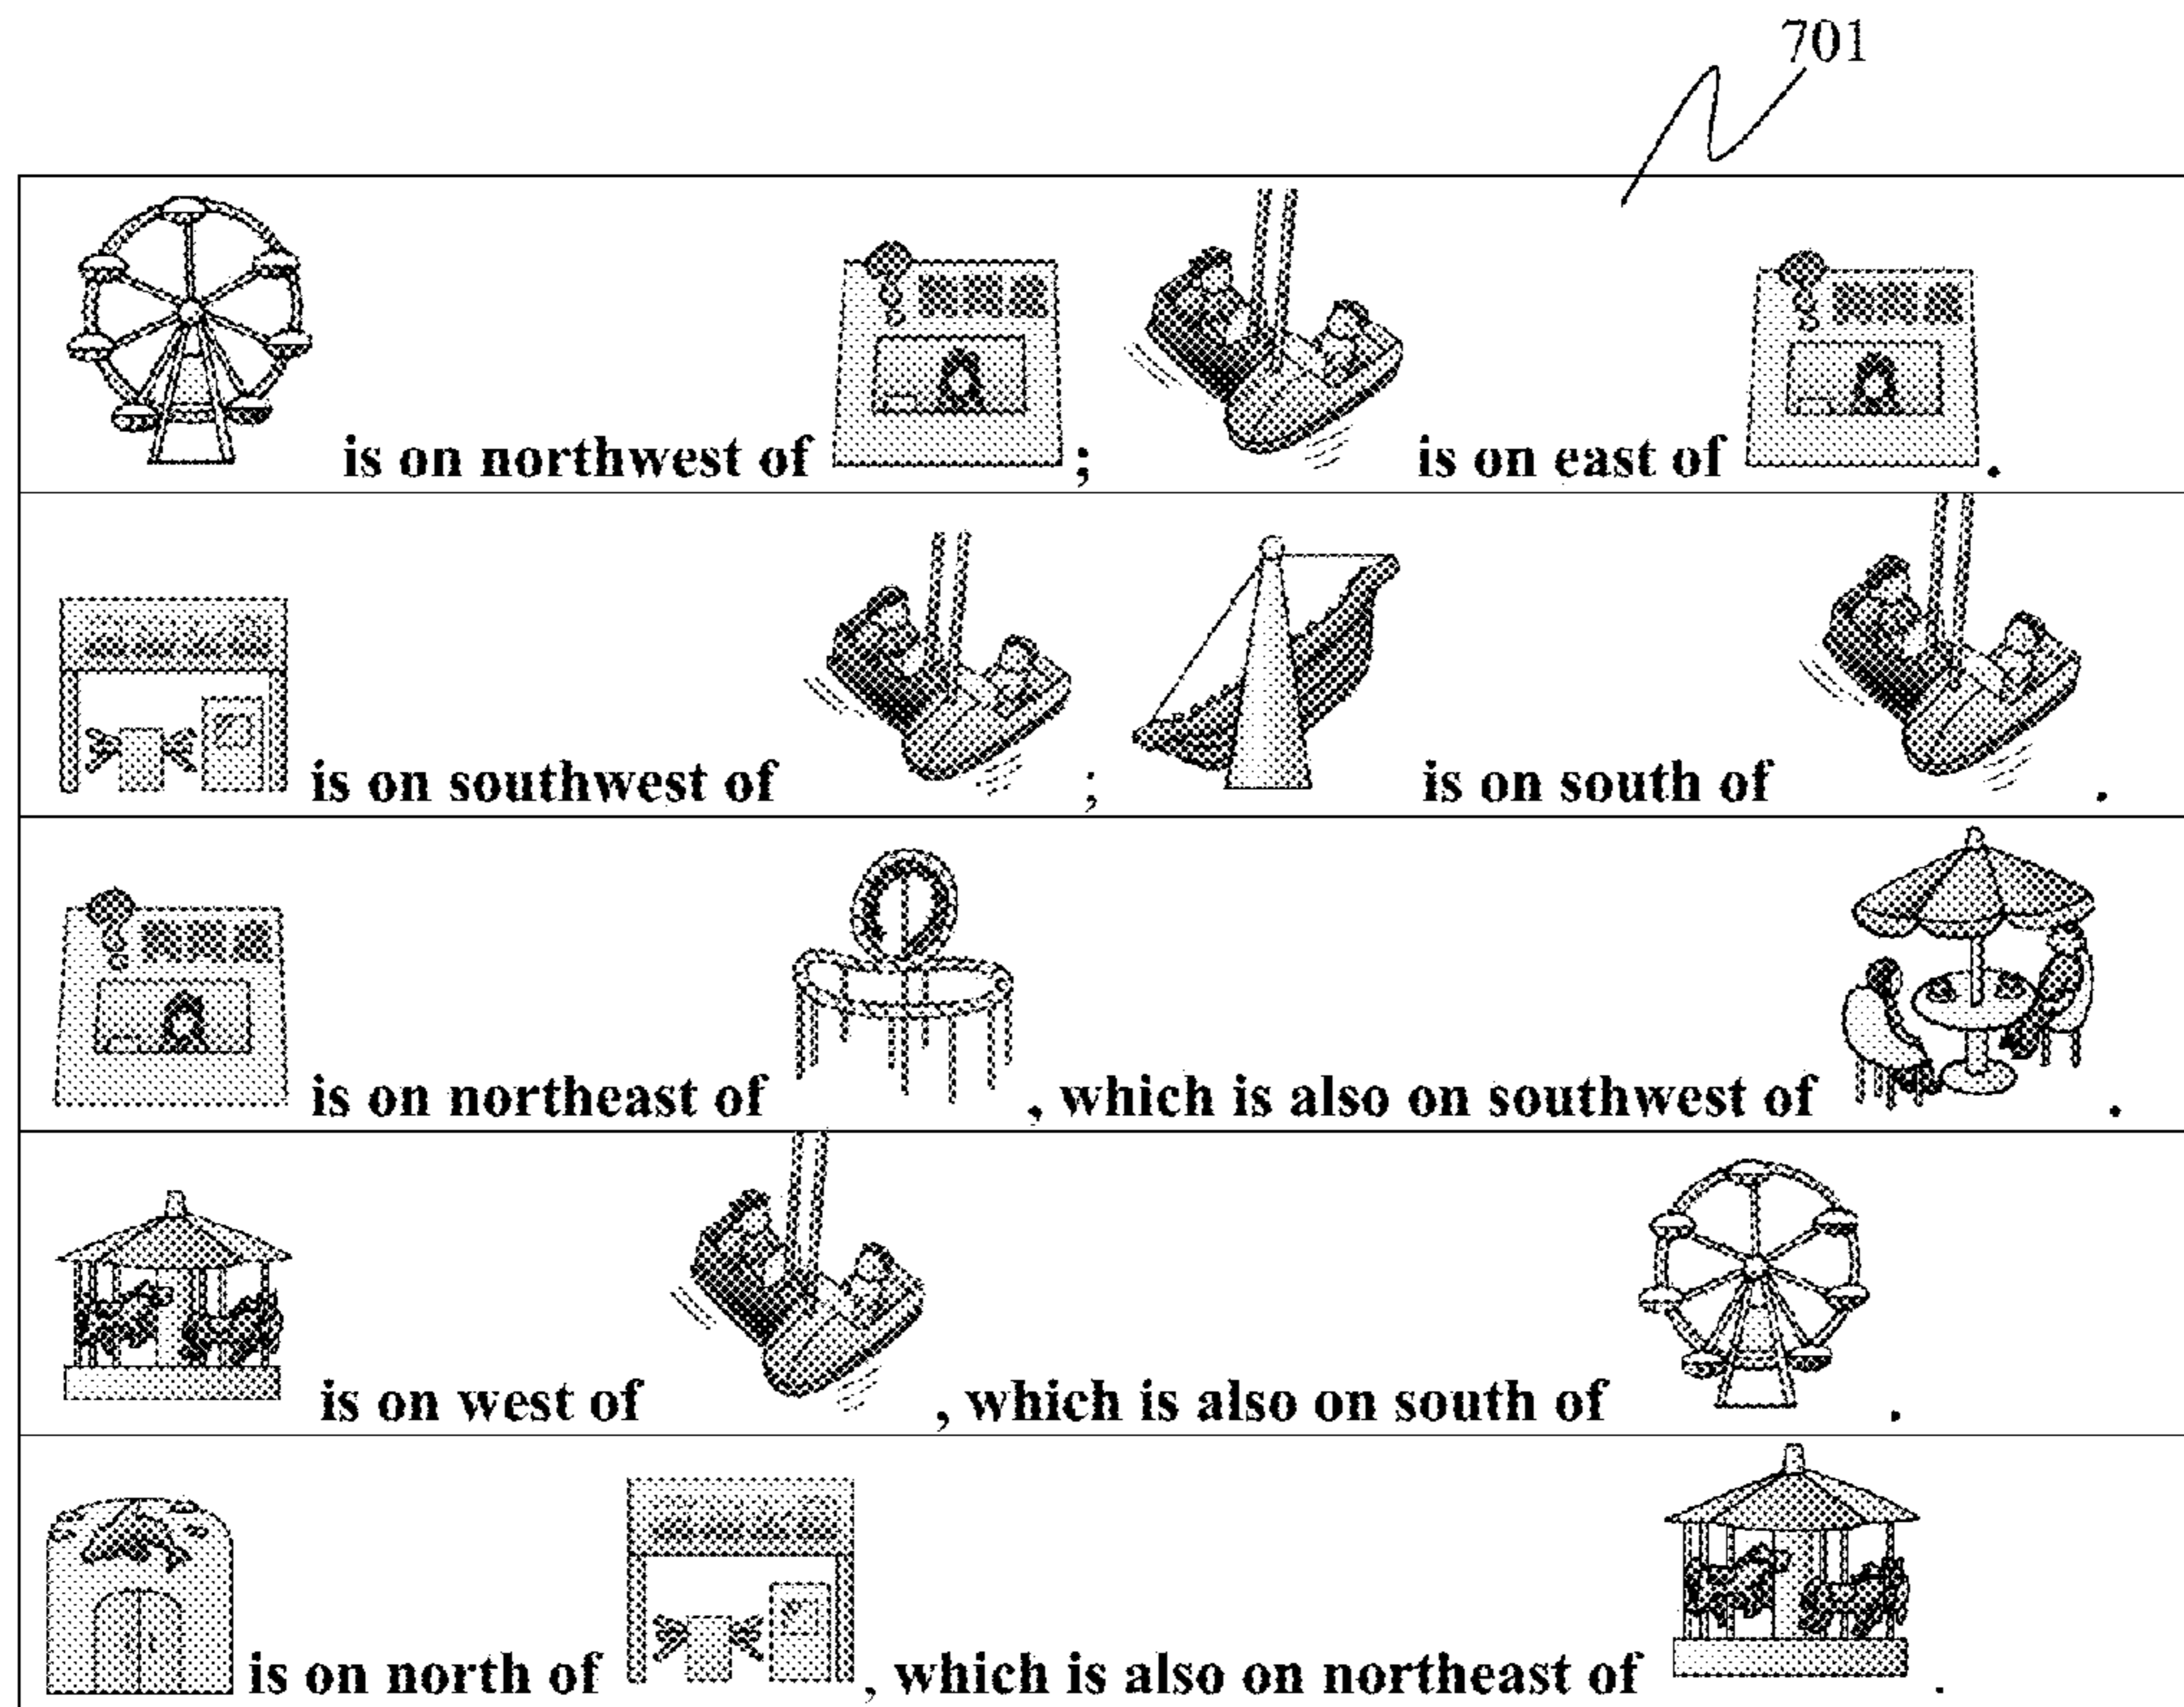 701
is on northwest of ; is on east of .
is on southwest of ; is on south of .
is on northeast of , which is also on southwest of .
is on west of , which is also on south of .
is on north of , which is also on northeast of .